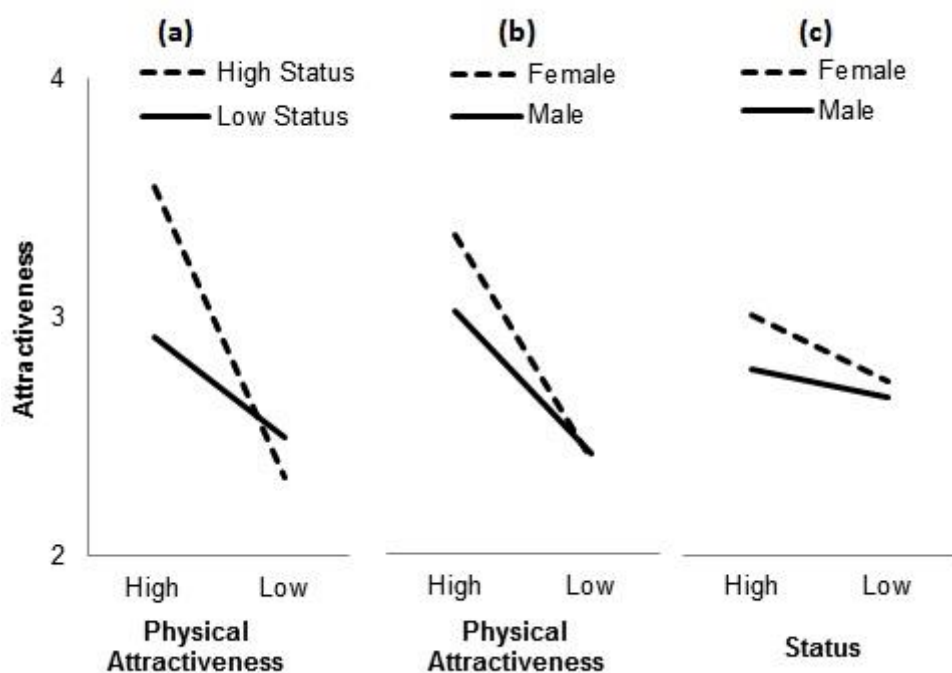 (a)
High Status
Low Status
(b)
Female
Male
(c)
Female
Male
Attractiveness
4
3
2
High Low
Physical
Attractiveness
High Low
Physical
Attractiveness
High Low
Status